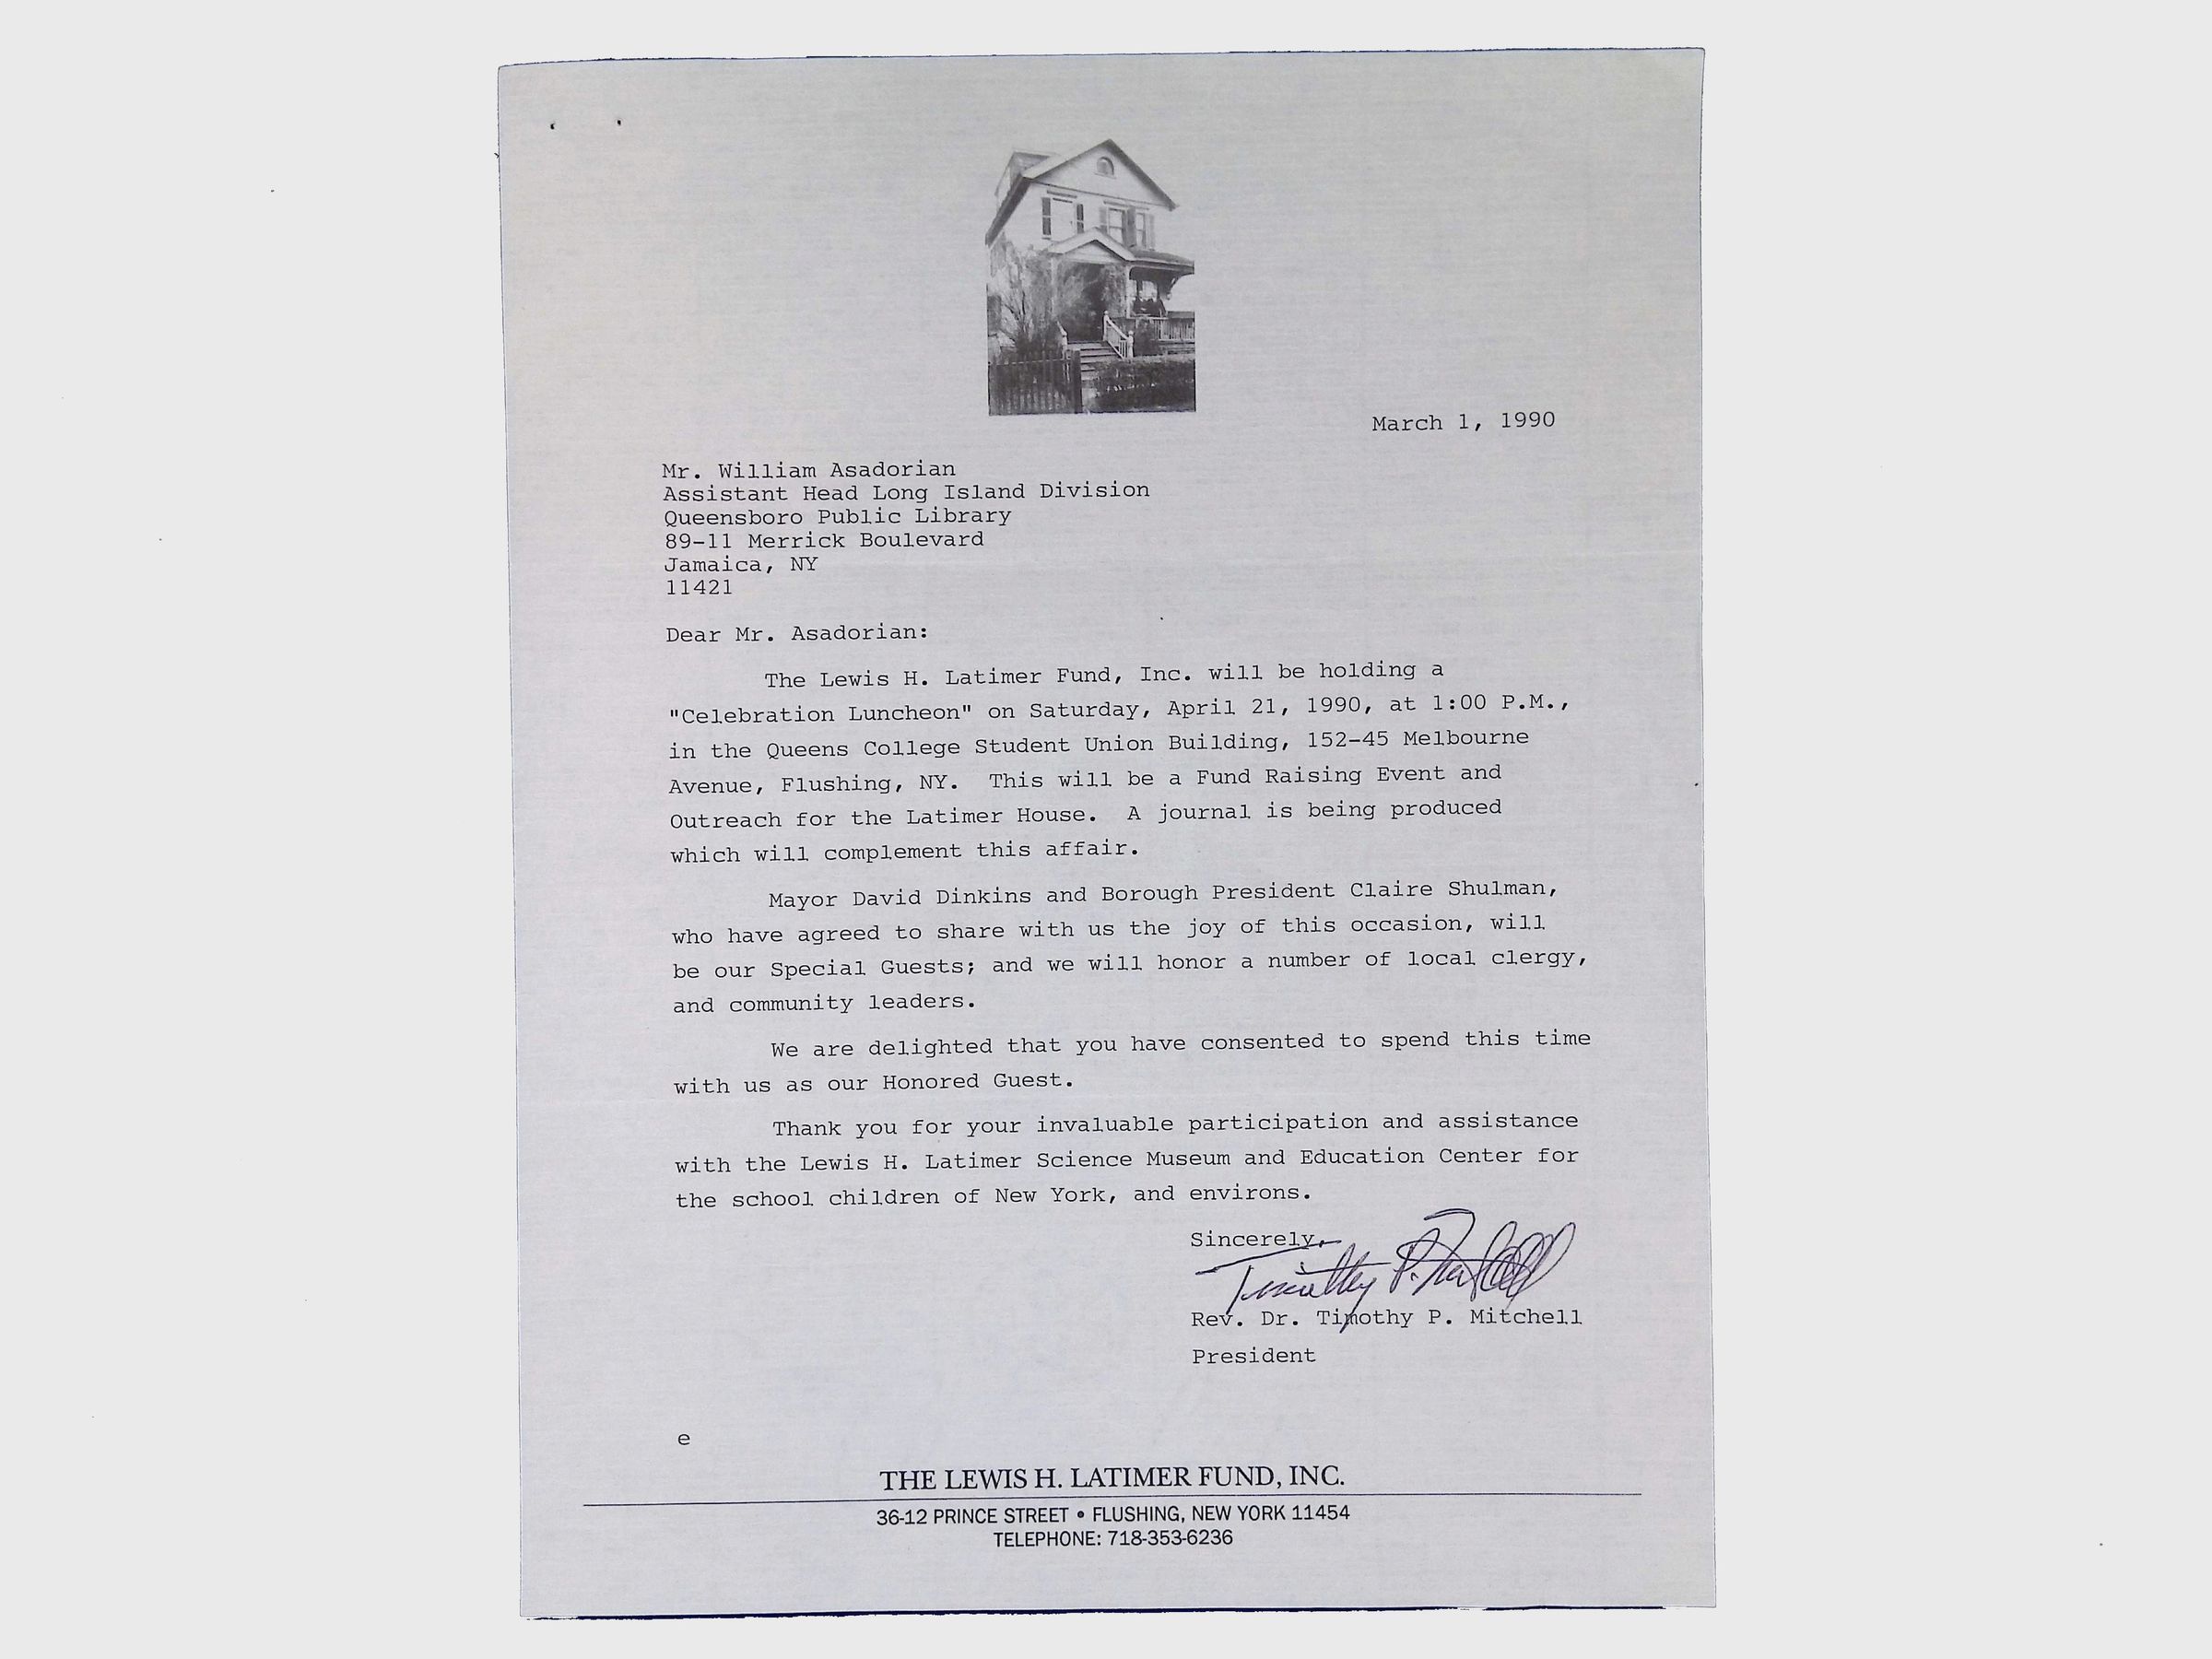 March 1, 1990
Mr. William Asadorian
Assistant Head Long Island Division
Queensboro Public Library
89-11 Merrick Boulevard
Jamaica, NY
11421
Dear Mr. Asadorian:
The Lewis H. Latimer Fund, Inc. will be holding a
"Celebration Luncheon" on Saturday, April 21, 1990, at 1:00 P.M.,
in the Queens College Student Union Building, 152-45 Melbourne
Avenue, Flushing, NY. This will be a Fund Raising Event and
Outreach for the Latimer House. A journal is being produced
which will complement this affair.
Mayor David Dinkins and Borough President Claire Shulman,
who have agreed to share with us the joy of this occasion, will
be our Special Guests; and we will honor a number of local clergy,
and community leaders.
We are delighted that you have consented to spend this time
with us as our Honored Guest.
Thank you for your invaluable participation and assistance
with the Lewis H. Latimer Science Museum and Education Center for
the school children of New York, and environs.
Sincerely,
Timothy P. Mitchell
Rev. Dr. Timothy P. Mitchell
President
e
THE LEWIS H. LATIMER FUND, INC.
36-12 PRINCE STREET • FLUSHING, NEW YORK 11454
TELEPHONE: 718-353-6236